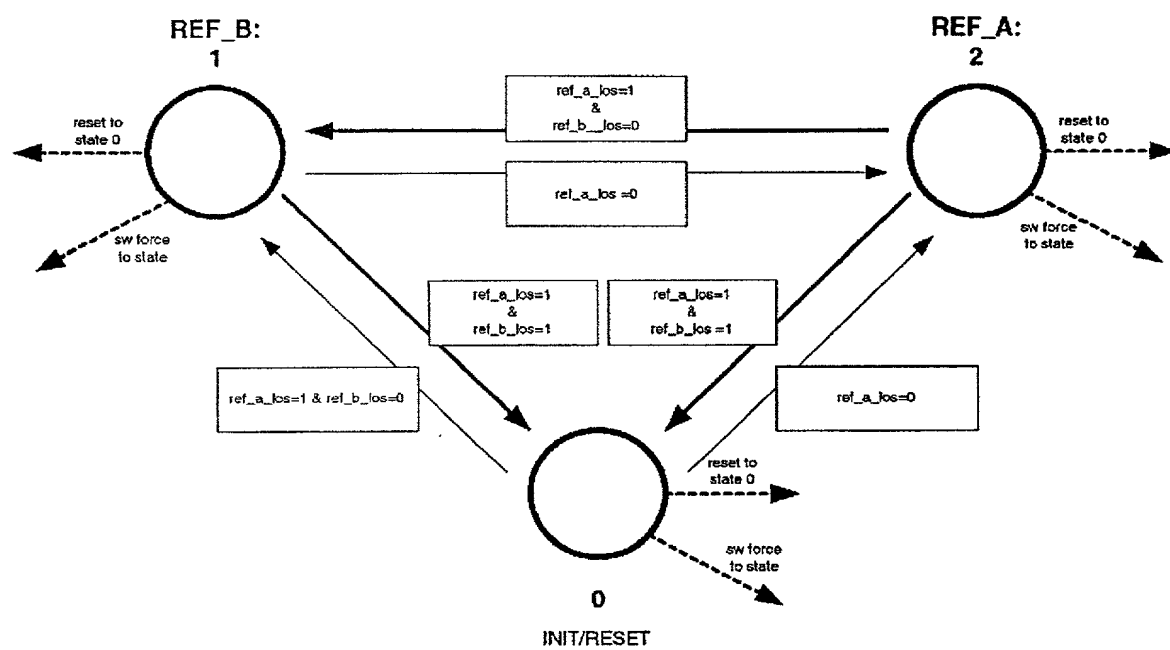 REF_B:
1
REF_A:
2
ref_a_los=1
&
ref_b__los=0
reset to
state 0
reset to
state 0
ref_a_los =0
sw force
to state
sw force
to state
ref_a_los=1
&
ref_b_los=1
ref_a_los=1
&
ref_b_los =1
ref_a_los=1 & ref_b_los=0
ref_a_los=0
reset to
state 0
sw force
to state
0
INIT/RESET